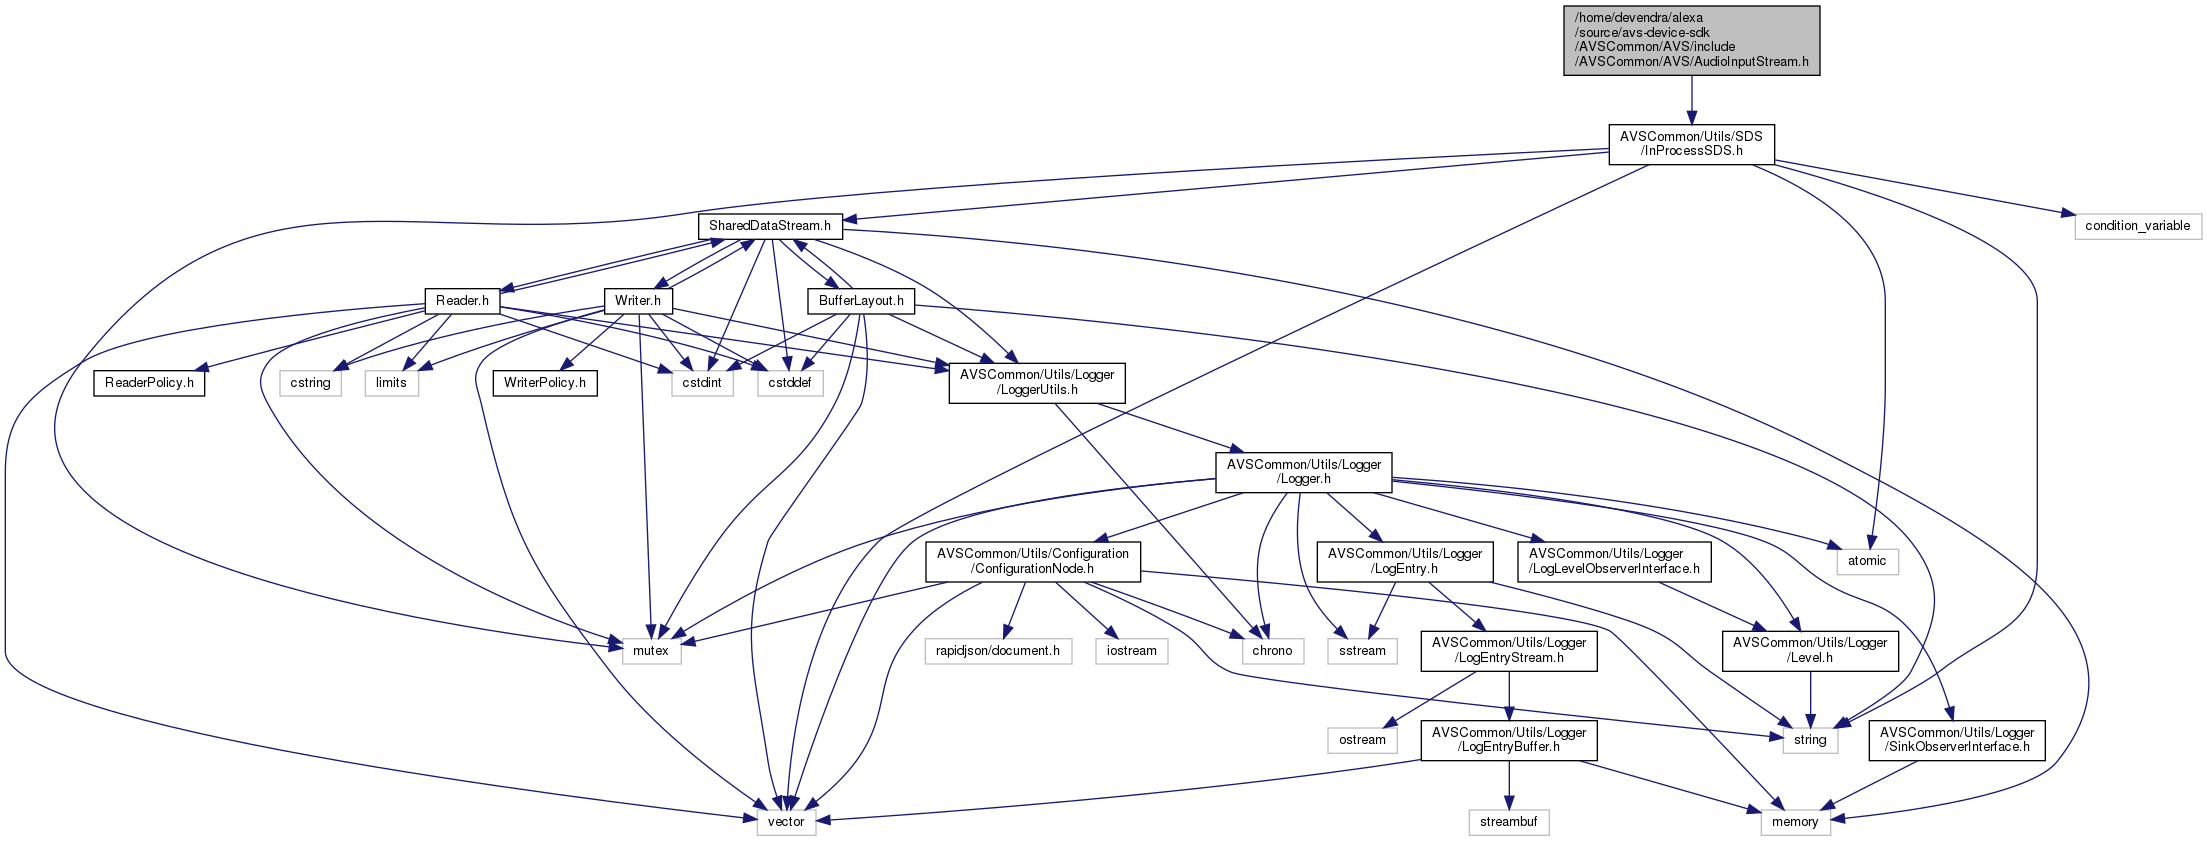 /home/devendra/alexa
/source/avs-device-sdk
/AVSCommon/AVS/include
/AVSCommon/AVS/AudioInputStream.h
AVSCommon/Utils/SDS
/InProcessSDS.h
SharedDataStream.h
condition_variable
Reader.h
Writer.h
BufferLayout.h
ReaderPolicy.h
cstring
limits
WriterPolicy.h
cstdint
cstddef
AVSCommon/Utils/Logger
/LoggerUtils.h
AVSCommon/Utils/Logger
/Logger.h
AVSCommon/Utils/Configuration
/ConfigurationNode.h
AVSCommon/Utils/Logger
/LogEntry.h
AVSCommon/Utils/Logger
/LogLevelObserverInterface.h
atomic
mutex
rapidjson/document.h
iostream
chrono
sstream
AVSCommon/Utils/Logger
/LogEntryStream.h
AVSCommon/Utils/Logger
/Level.h
ostream
AVSCommon/Utils/Logger
/LogEntryBuffer.h
string
AVSCommon/Utils/Logger
/SinkObserverInterface.h
vector
streambuf
memory